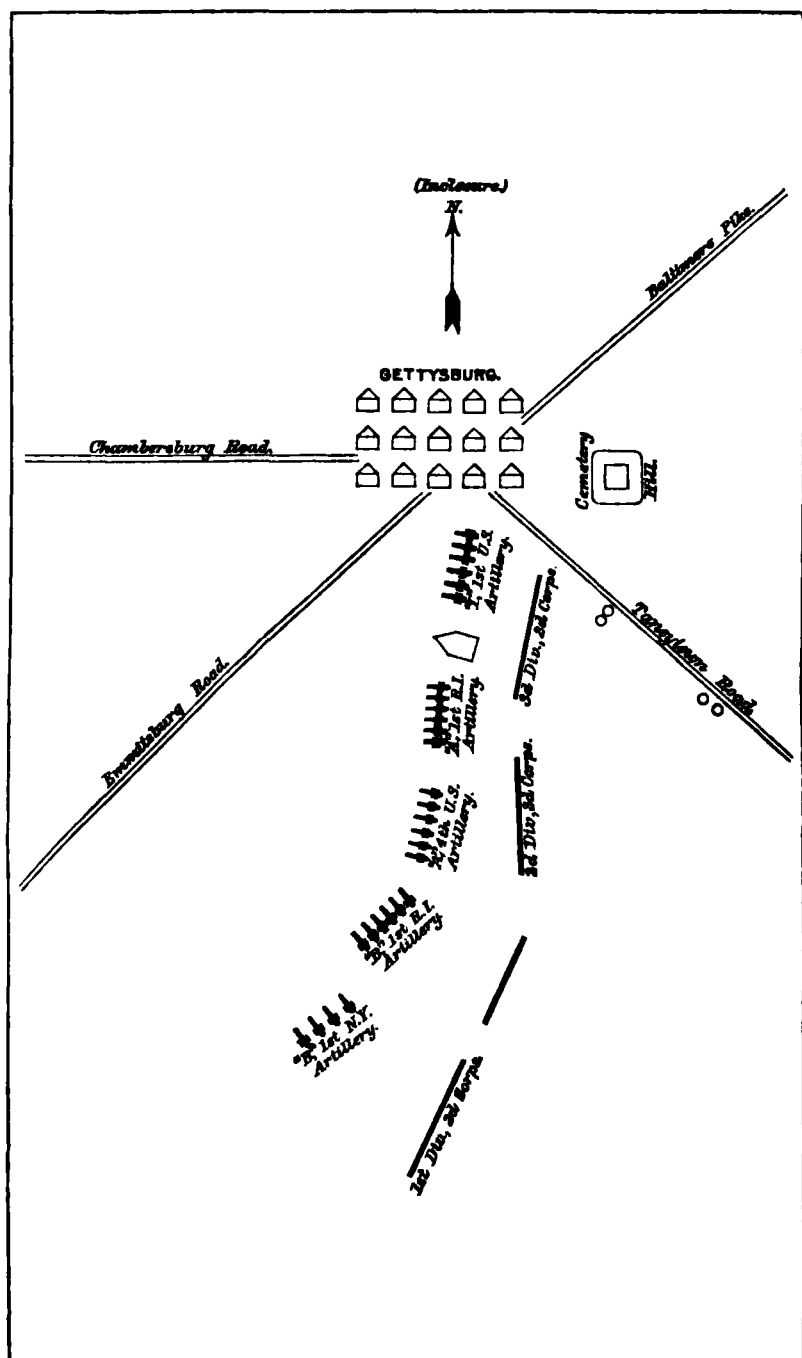 (Inclosure.)
N.
Baltimore Pike.
GETTYSBURG.
Chambersburg Road.
Cemetery
Hill.
"I," 1st U.S.
Artillery.
3d Div., 2d Corps.
Taneytown Road.
Emmitsburg Road.
"A," 1st R.I.
Artillery.
2d Div., 2d Corps.
4th U.S.
Artillery.
"B," 1st R.I.
Artillery
"B," 1st N.Y.
Artillery.
1st Div., 2d Corps.